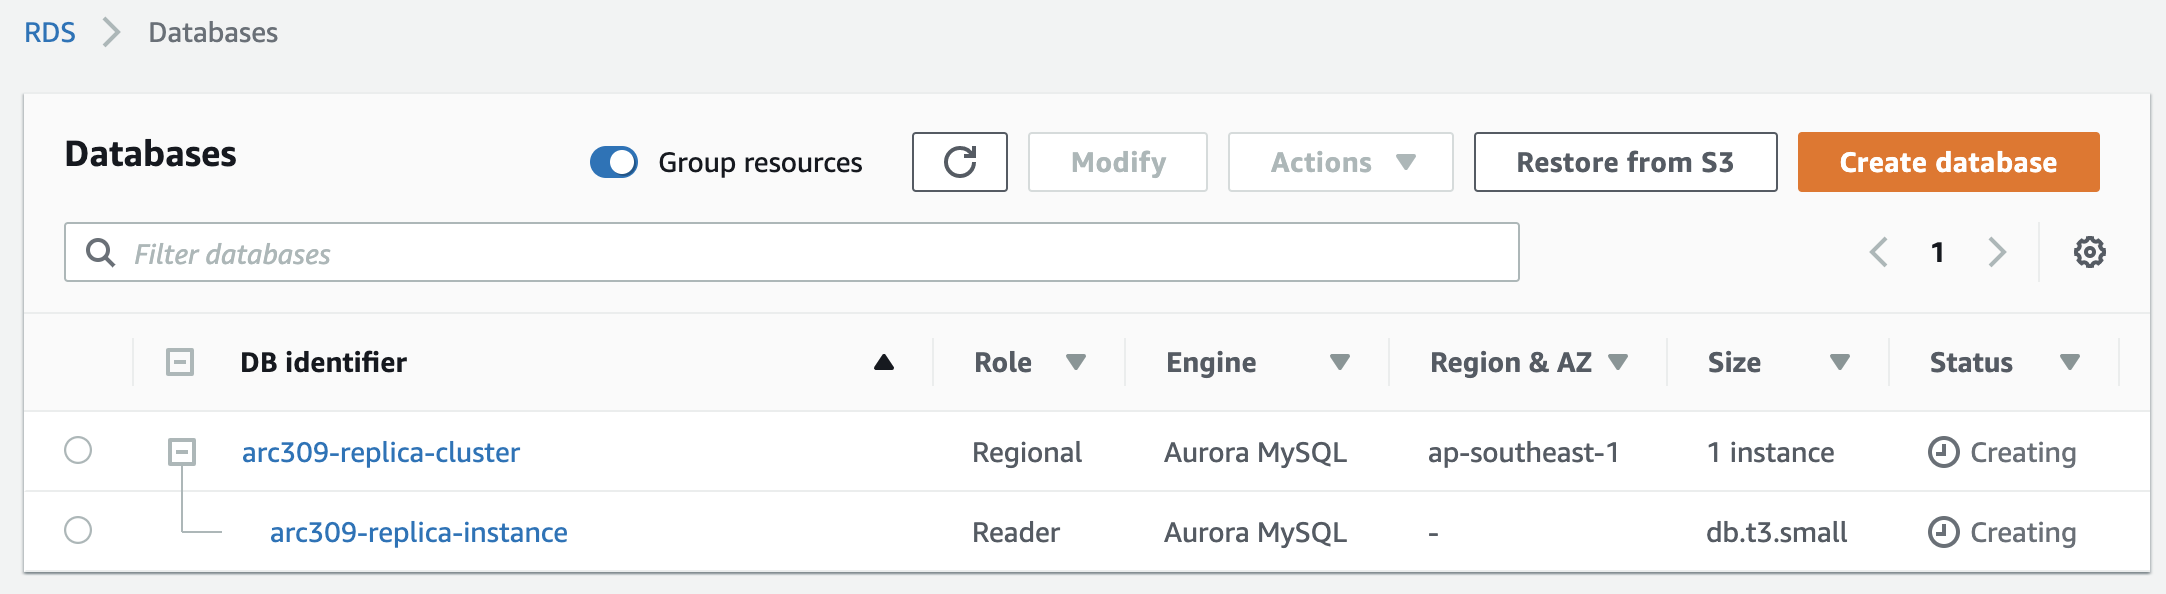 RDS Databases
Databases Group resources Modify Actions Restore from S3 Create database
Filter databases 1
DB identifier Role Engine Region & AZ Size Status
arc309-replica-cluster Regional Aurora MySQL ap-southeast-1 1 instance Creating
arc309-replica-instance Reader Aurora MySQL - db.t3.small Creating